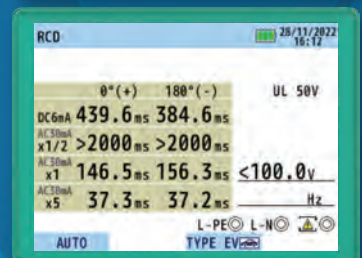 RCD 28/11/2022
16:12
0°(+) 180°(-) UL 50V
DC6mA 439.6ms 384.6ms
AC30mA
x1/2 >2000ms >2000ms
AC30mA
x1 146.5ms 156.3ms <100.0v
AC30mA
x5 37.3ms 37.2ms Hz
L-PE L-N
AUTO TYPE EV